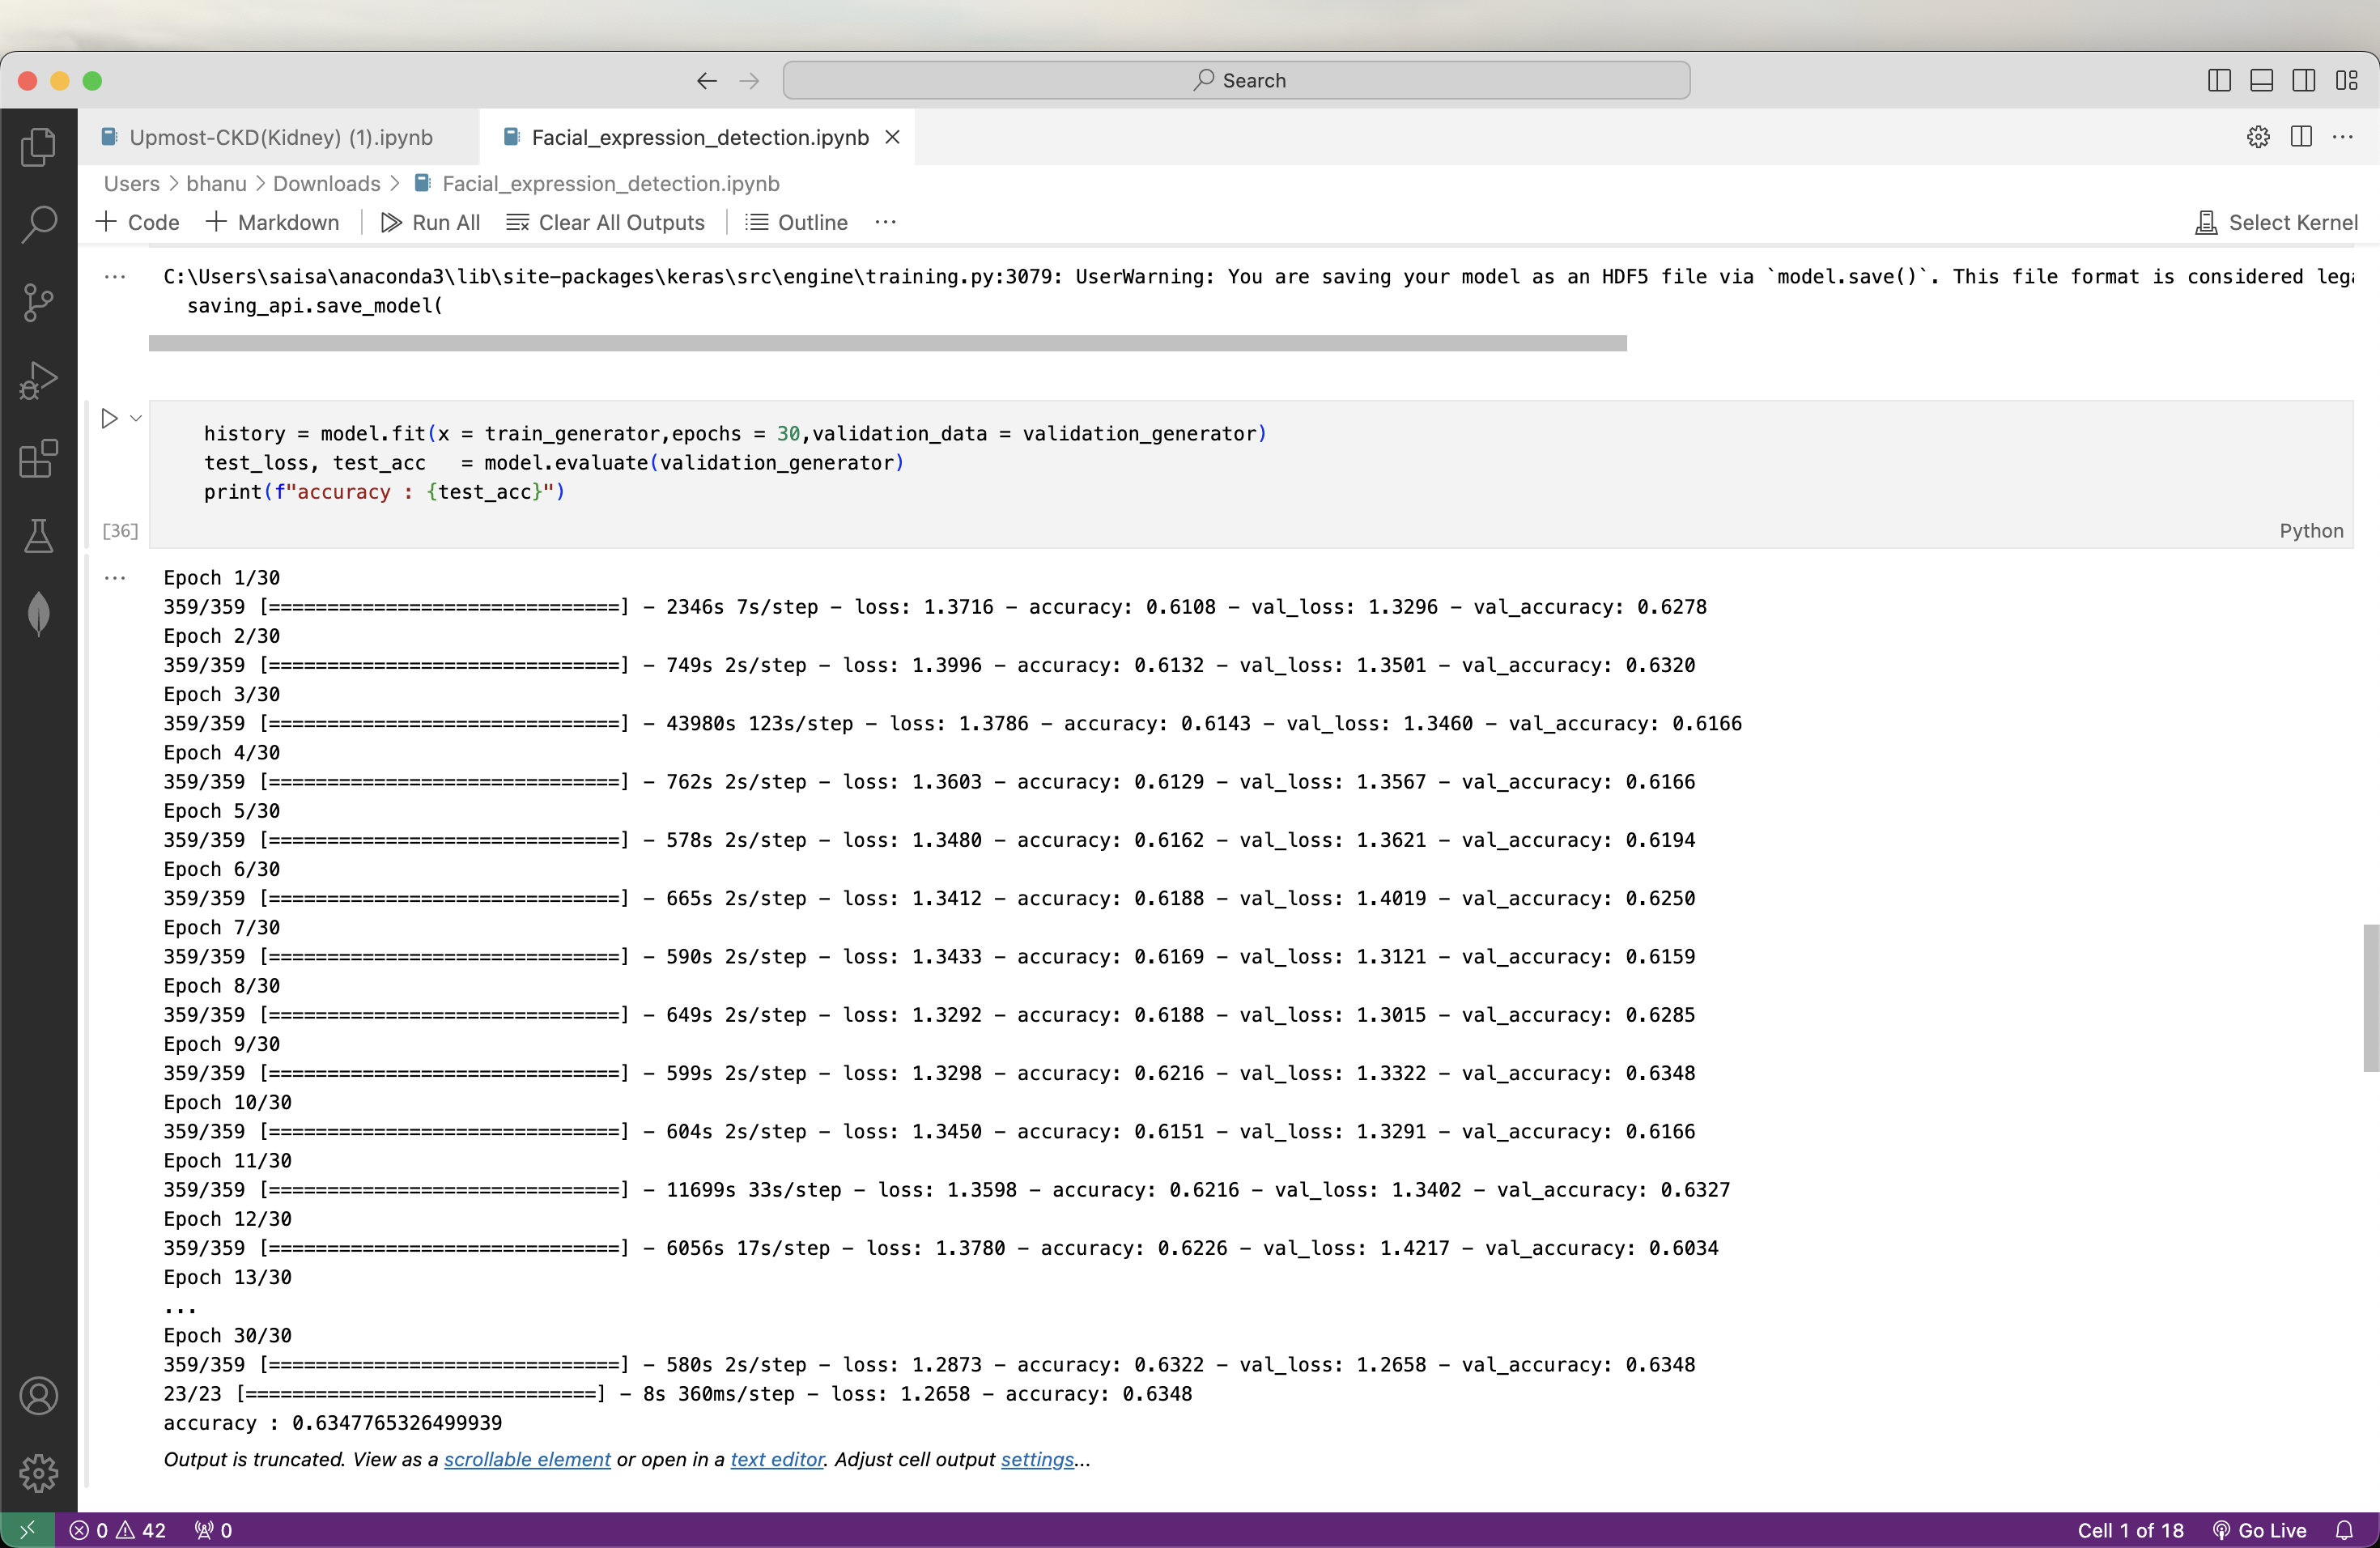 Search
Upmost-CKD(Kidney) (1).ipynb
Facial_expression_detection.ipynb
Users > bhanu > Downloads > Facial_expression_detection.ipynb
+ Code + Markdown Run All Clear All Outputs Outline ...
Select Kernel
... C:\Users\saisa\anaconda3\lib\site-packages\keras\src\engine\training.py:3079: UserWarning: You are saving your model as an HDF5 file via `model.save()`. This file format is considered lega
saving_api.save_model(
history = model.fit(x = train_generator,epochs = 30,validation_data = validation_generator)
test_loss, test_acc   = model.evaluate(validation_generator)
print(f"accuracy : {test_acc}")
[36]
Python
... Epoch 1/30
359/359 [==============================] - 2346s 7s/step - loss: 1.3716 - accuracy: 0.6108 - val_loss: 1.3296 - val_accuracy: 0.6278
Epoch 2/30
359/359 [==============================] - 749s 2s/step - loss: 1.3996 - accuracy: 0.6132 - val_loss: 1.3501 - val_accuracy: 0.6320
Epoch 3/30
359/359 [==============================] - 43980s 123s/step - loss: 1.3786 - accuracy: 0.6143 - val_loss: 1.3460 - val_accuracy: 0.6166
Epoch 4/30
359/359 [==============================] - 762s 2s/step - loss: 1.3603 - accuracy: 0.6129 - val_loss: 1.3567 - val_accuracy: 0.6166
Epoch 5/30
359/359 [==============================] - 578s 2s/step - loss: 1.3480 - accuracy: 0.6162 - val_loss: 1.3621 - val_accuracy: 0.6194
Epoch 6/30
359/359 [==============================] - 665s 2s/step - loss: 1.3412 - accuracy: 0.6188 - val_loss: 1.4019 - val_accuracy: 0.6250
Epoch 7/30
359/359 [==============================] - 590s 2s/step - loss: 1.3433 - accuracy: 0.6169 - val_loss: 1.3121 - val_accuracy: 0.6159
Epoch 8/30
359/359 [==============================] - 649s 2s/step - loss: 1.3292 - accuracy: 0.6188 - val_loss: 1.3015 - val_accuracy: 0.6285
Epoch 9/30
359/359 [==============================] - 599s 2s/step - loss: 1.3298 - accuracy: 0.6216 - val_loss: 1.3322 - val_accuracy: 0.6348
Epoch 10/30
359/359 [==============================] - 604s 2s/step - loss: 1.3450 - accuracy: 0.6151 - val_loss: 1.3291 - val_accuracy: 0.6166
Epoch 11/30
359/359 [==============================] - 11699s 33s/step - loss: 1.3598 - accuracy: 0.6216 - val_loss: 1.3402 - val_accuracy: 0.6327
Epoch 12/30
359/359 [==============================] - 6056s 17s/step - loss: 1.3780 - accuracy: 0.6226 - val_loss: 1.4217 - val_accuracy: 0.6034
Epoch 13/30
...
Epoch 30/30
359/359 [==============================] - 580s 2s/step - loss: 1.2873 - accuracy: 0.6322 - val_loss: 1.2658 - val_accuracy: 0.6348
23/23 [==============================] - 8s 360ms/step - loss: 1.2658 - accuracy: 0.6348
accuracy : 0.6347765326499939
Output is truncated. View as a scrollable element or open in a text editor. Adjust cell output settings...
0 42 0
Cell 1 of 18 Go Live